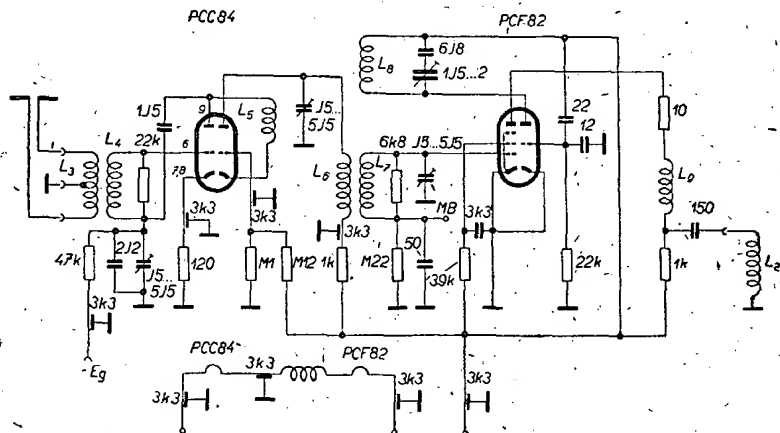 PCC84
PCF82
6J8
L8
1J5...2
1J5
9
L5
J5...
5J5
22
10
12
L3
L4
22k
6
7,8
6k8
J5...5J5
L6
L7
L9
3k3
3k3
3k3
MB
3k3
150
47k
2J2
J5...
5J5
120
M1
M12
1k
M22
50
39k
22k
1k
L2
3k3
-Eg
PCC84
3k3
PCF82
3k3
3k3
3k3